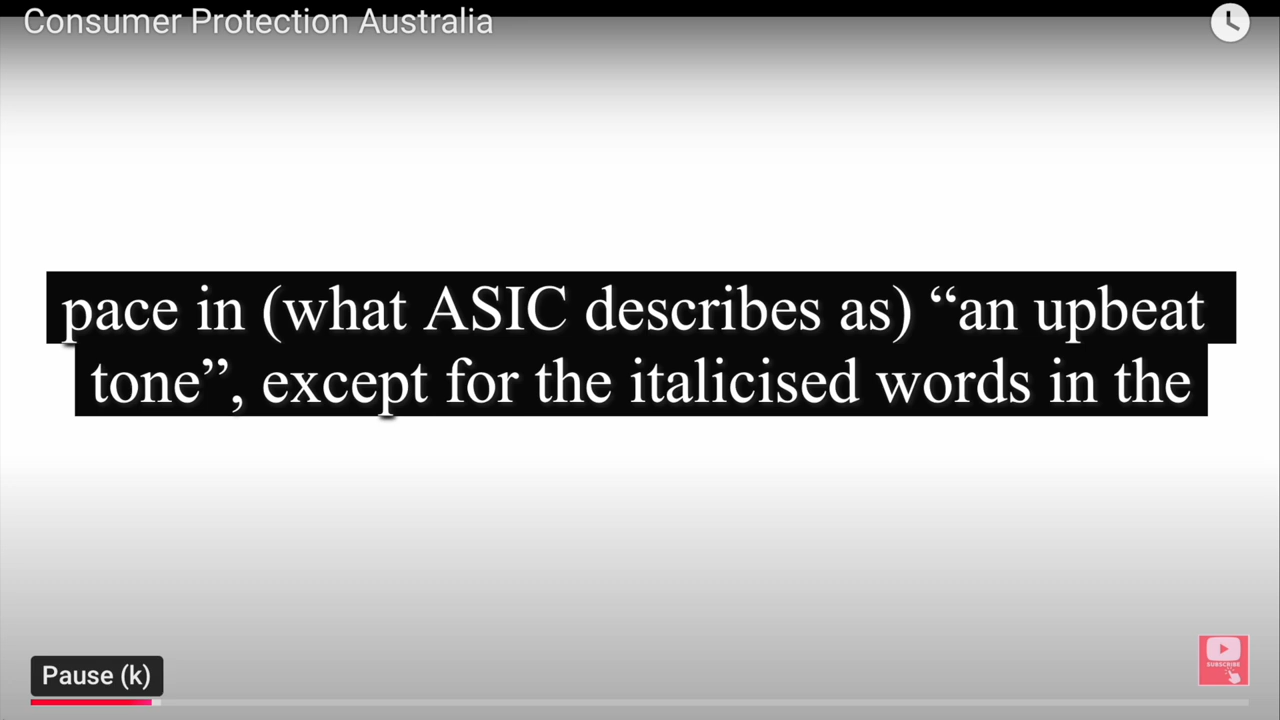 Consumer Protection Australia
pace in (what ASIC describes as) “an upbeat
tone”, except for the italicised words in the
SUBSCRIBE
Pause (k)